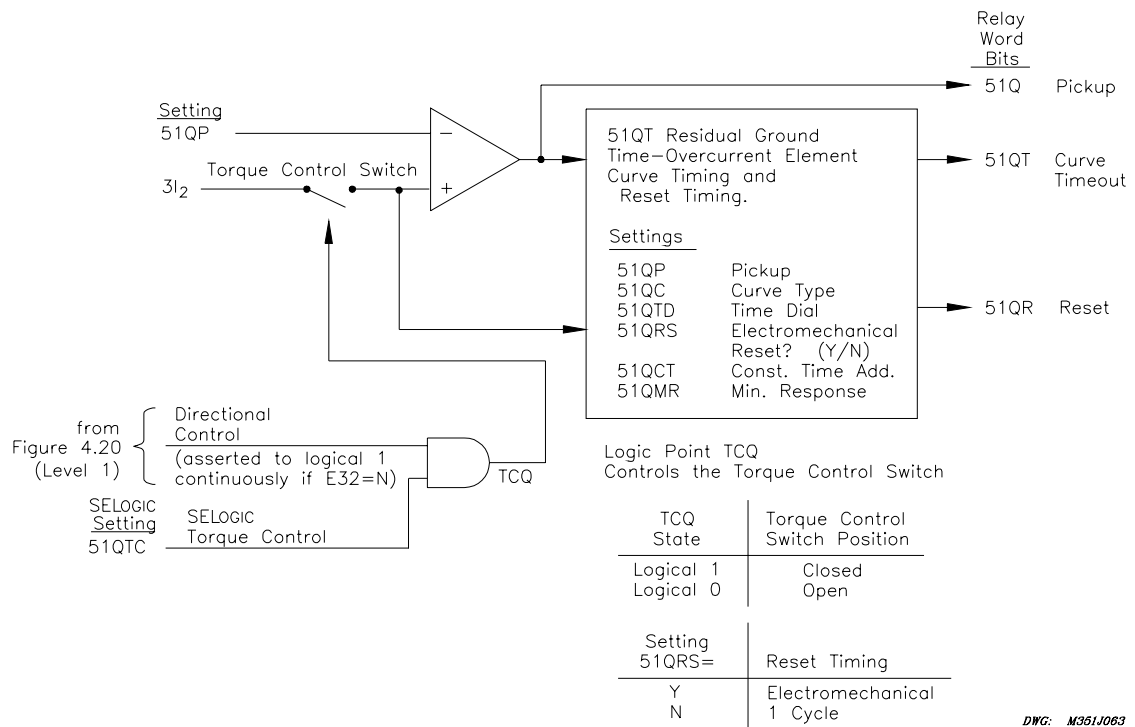 Relay
Word
Bits
51Q Pickup
Setting
51QP
−
Torque Control Switch
3I2
+
51QT Residual Ground
Time−Overcurrent Element
Curve Timing and
Reset Timing.
Settings
51QP Pickup
51QC Curve Type
51QTD Time Dial
51QRS Electromechanical
Reset? (Y/N)
51QCT Const. Time Add.
51QMR Min. Response
51QT Curve
Timeout
51QR Reset
from
Figure 4.20
(Level 1)
Directional
Control
(asserted to logical 1
continuously if E32=N)
TCQ
SELOGIC
Setting
51QTC
SELOGIC
Torque Control
Logic Point TCQ
Controls the Torque Control Switch
TCQ
State
Torque Control
Switch Position
Logical 1 Closed
Logical 0 Open
Setting
51QRS=
Reset Timing
Y Electromechanical
N 1 Cycle
DWG: M351J063